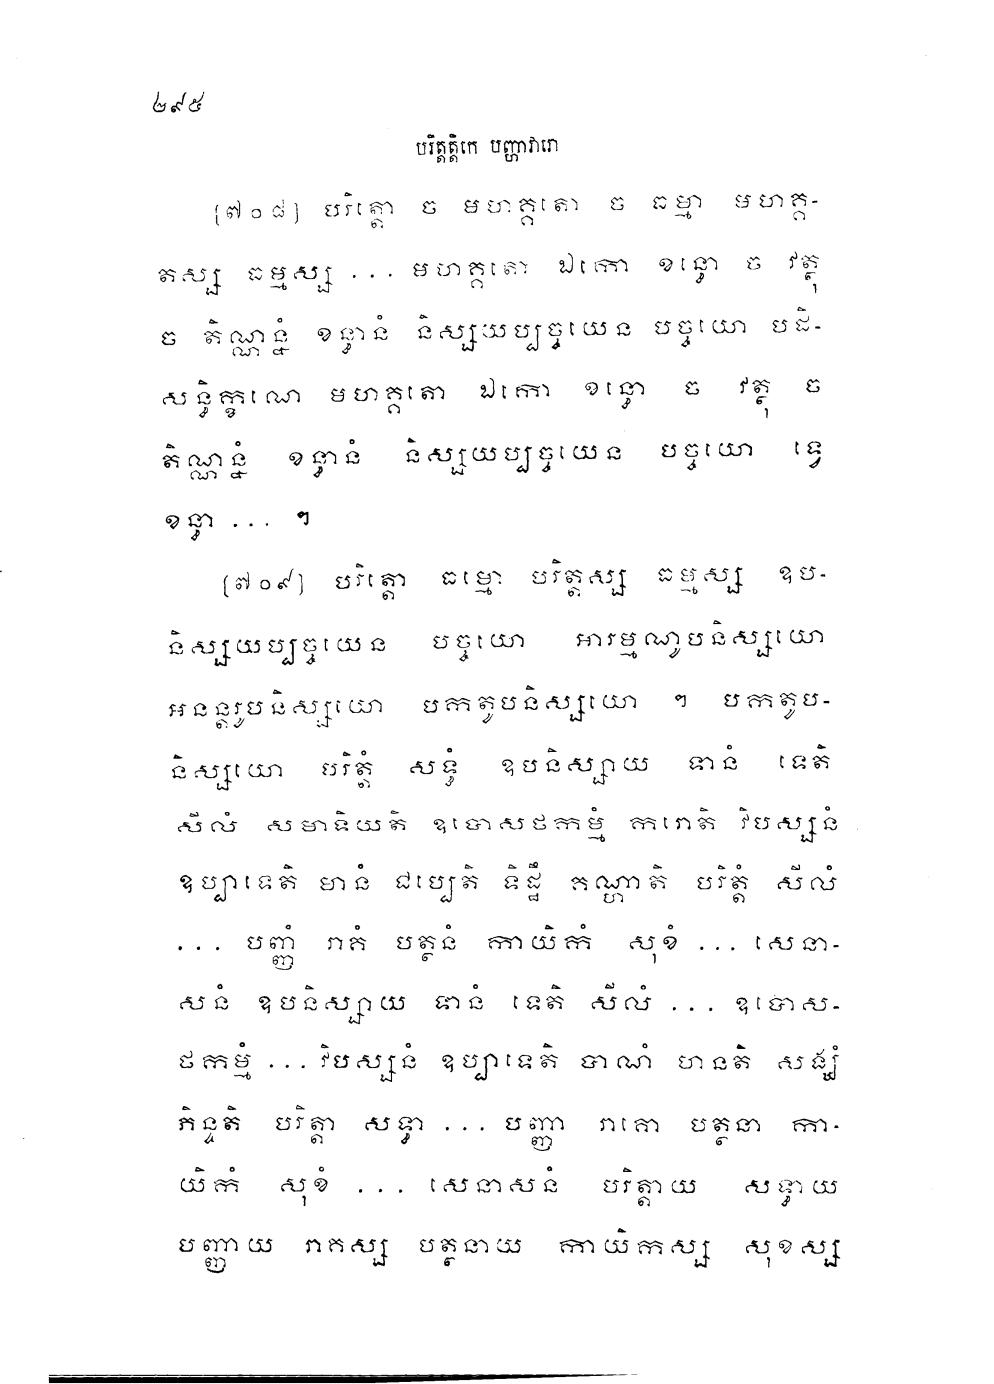 ២៩៥
បរិត្តត្តិកេ បញ្ហាវារោ
[៧០៨] បរិត្តោ ច មហគ្គតោ ច ធម្មា មហគ្គ-
តស្ស ធម្មស្ស ... មហគ្គតោ ឯកោ ខន្ធោ ច វត្ថុ
ច តិណ្ណន្នំ ខន្ធានំ និស្សយប្បច្ចយេន បច្ចយោ បដិ-
សន្ធិក្ខណេ មហគ្គតោ ឯកោ ខន្ធោ ច វត្ថុ ច
តិណ្ណន្នំ ខន្ធានំ និស្សយប្បច្ចយេន បច្ចយោ ទ្វេ
ខន្ធា ... ។
[៧០៩] បរិត្តោ ធម្មោ បរិត្តស្ស ធម្មស្ស ឧប-
និស្សយប្បច្ចយេន បច្ចយោ អារម្មណូបនិស្សយោ
អនន្តរូបនិស្សយោ បកតូបនិស្សយោ ។ បកតូប-
និស្សយោ បរិត្តំ សទ្ធំ ឧបនិស្សាយ ទានំ ទេតិ
សីលំ សមាទិយតិ ឧបោសថកម្មំ ករោតិ វិបស្សនំ
ឧប្បាទេតិ មានំ ជប្បេតិ ទិដ្ឋឹ គណ្ហាតិ បរិត្តំ សីលំ
... បញ្ញំ រាគំ បត្ថនំ កាយិកំ សុខំ ... សេនា-
សនំ ឧបនិស្សាយ ទានំ ទេតិ សីលំ ... ឧបោស-
ថកម្មំ ... វិបស្សនំ ឧប្បាទេតិ បាណំ ហនតិ សង្ឃំ
ភិន្ទតិ បរិត្តា សទ្ធា ... បញ្ញា រាគោ បត្ថនា កា-
យិកំ សុខំ ... សេនាសនំ បរិត្តាយ សទ្ធាយ
បញ្ញាយ រាគស្ស បត្ថនាយ កាយិកស្ស សុខស្ស